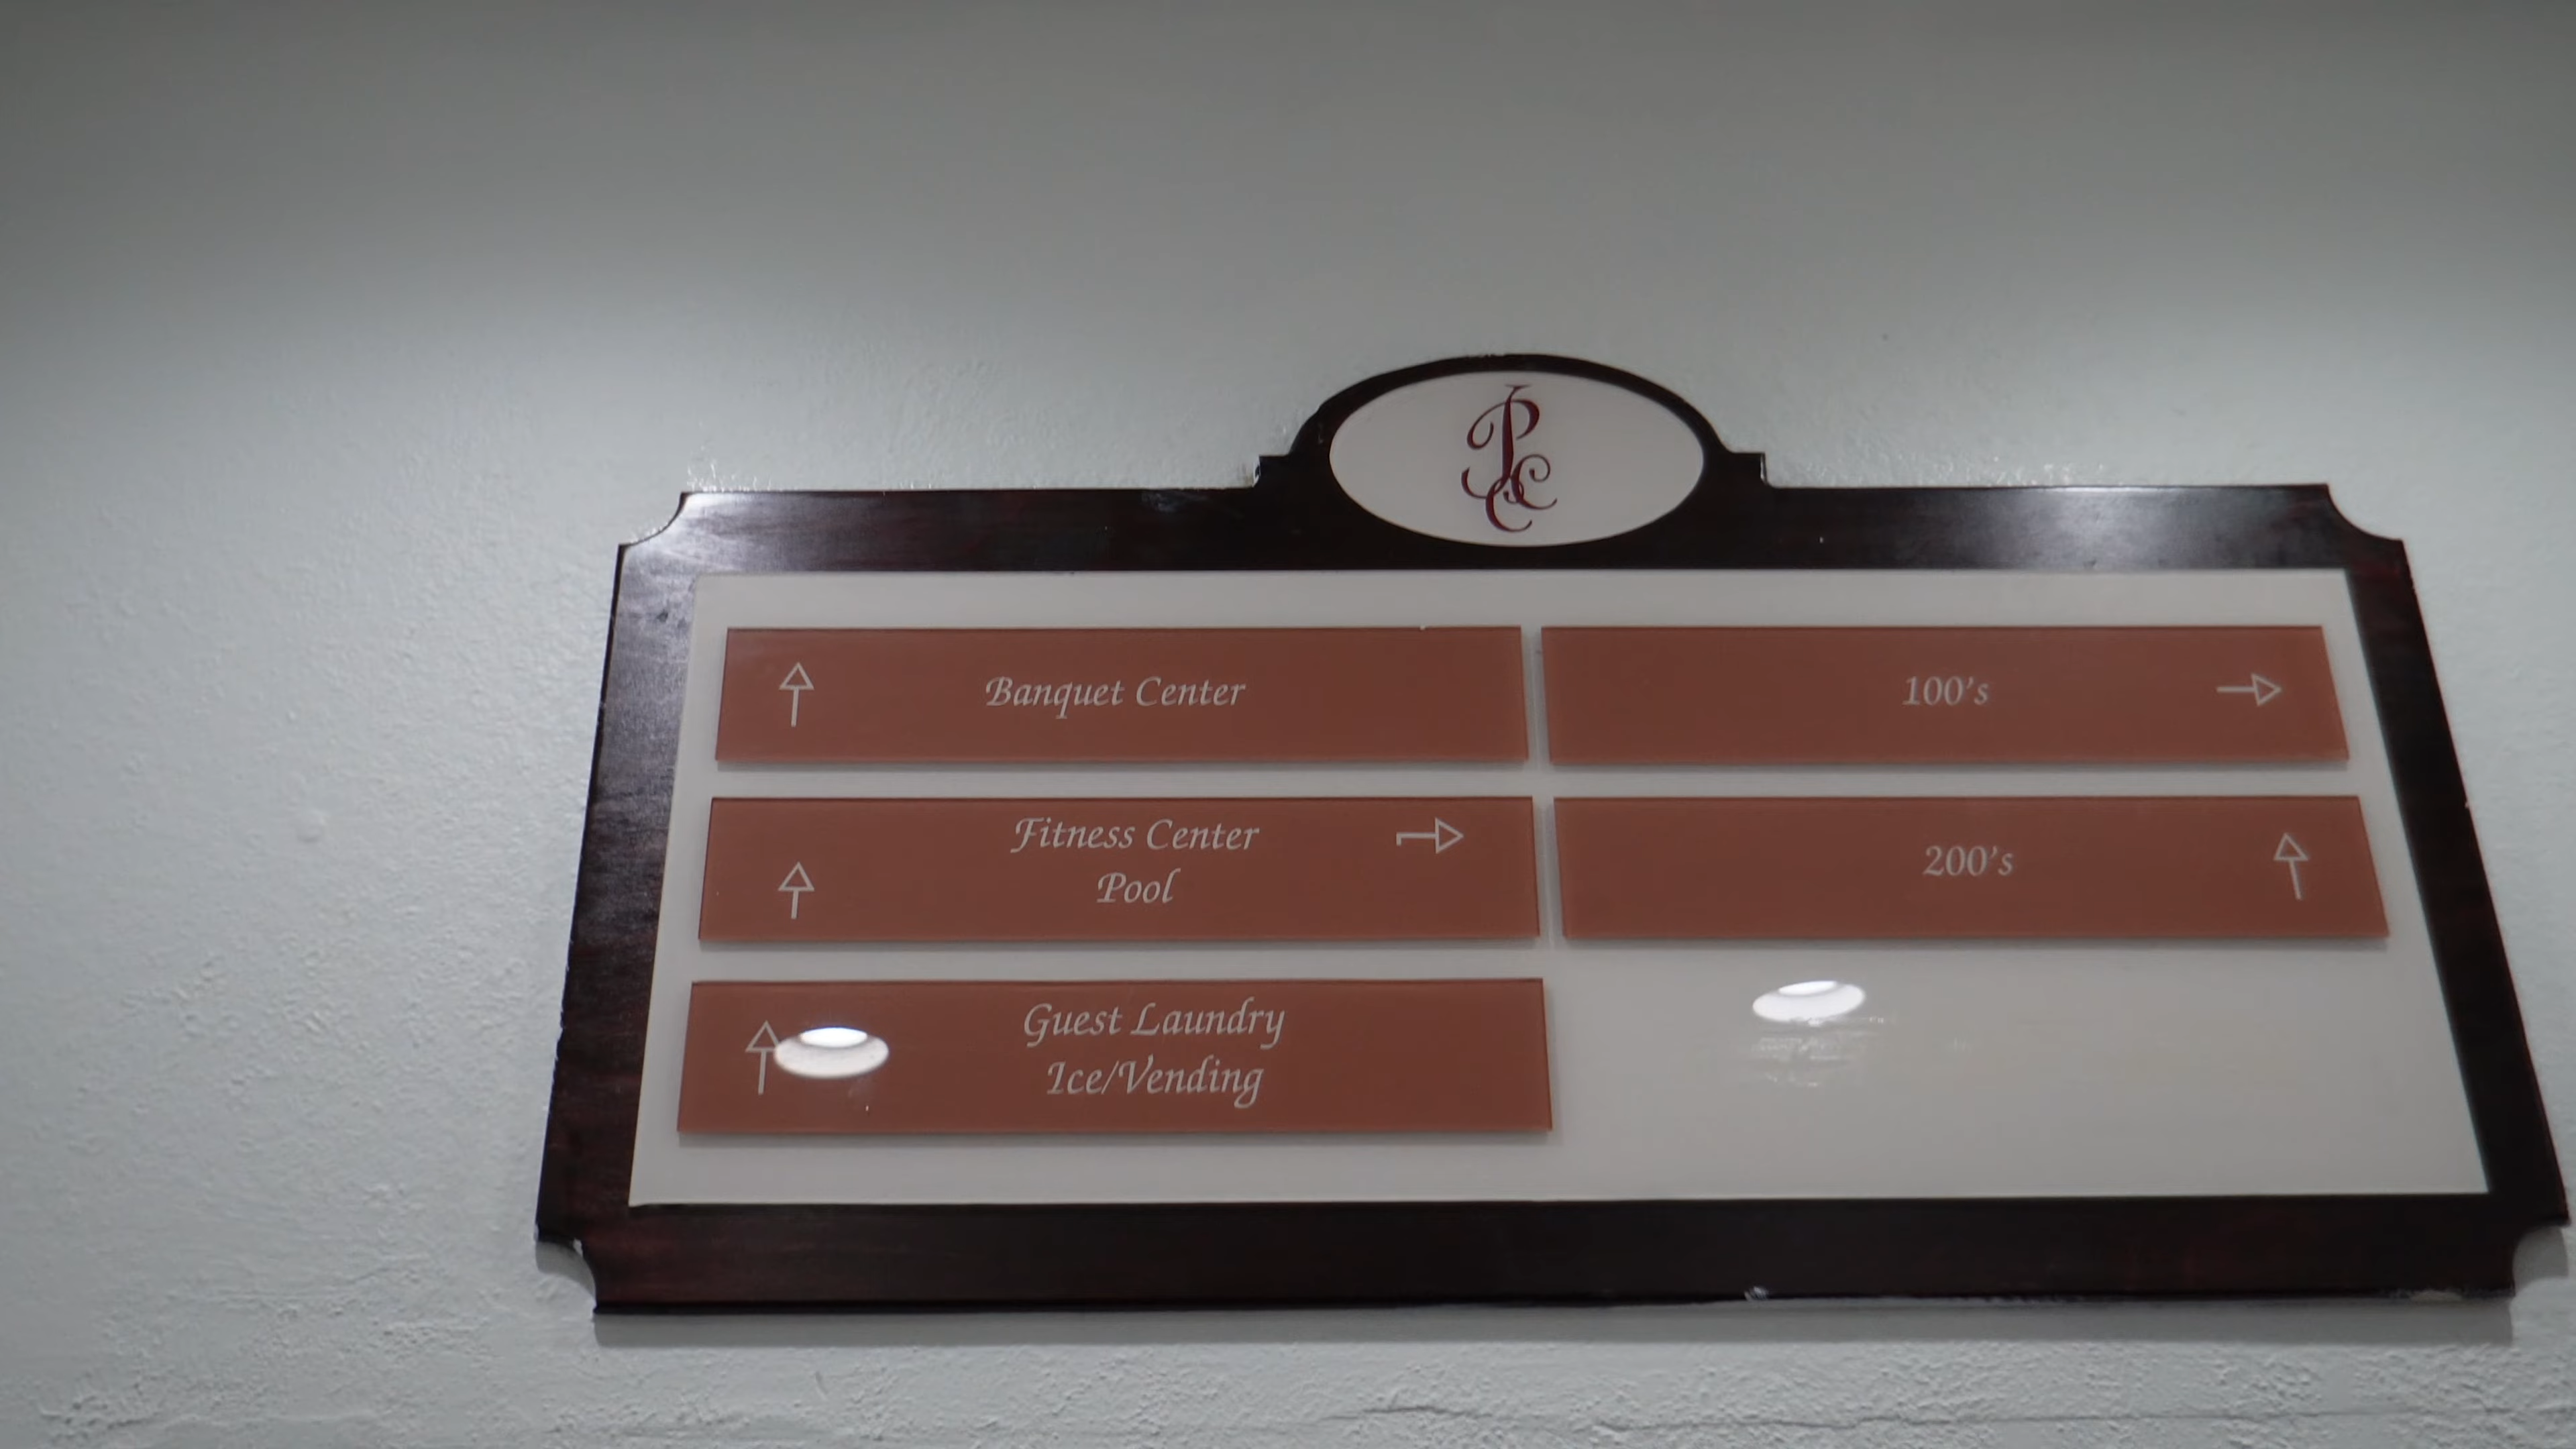 PCC
Banquet Center
100's
Fitness Center
Pool
200's
Guest Laundry
Ice/Vending